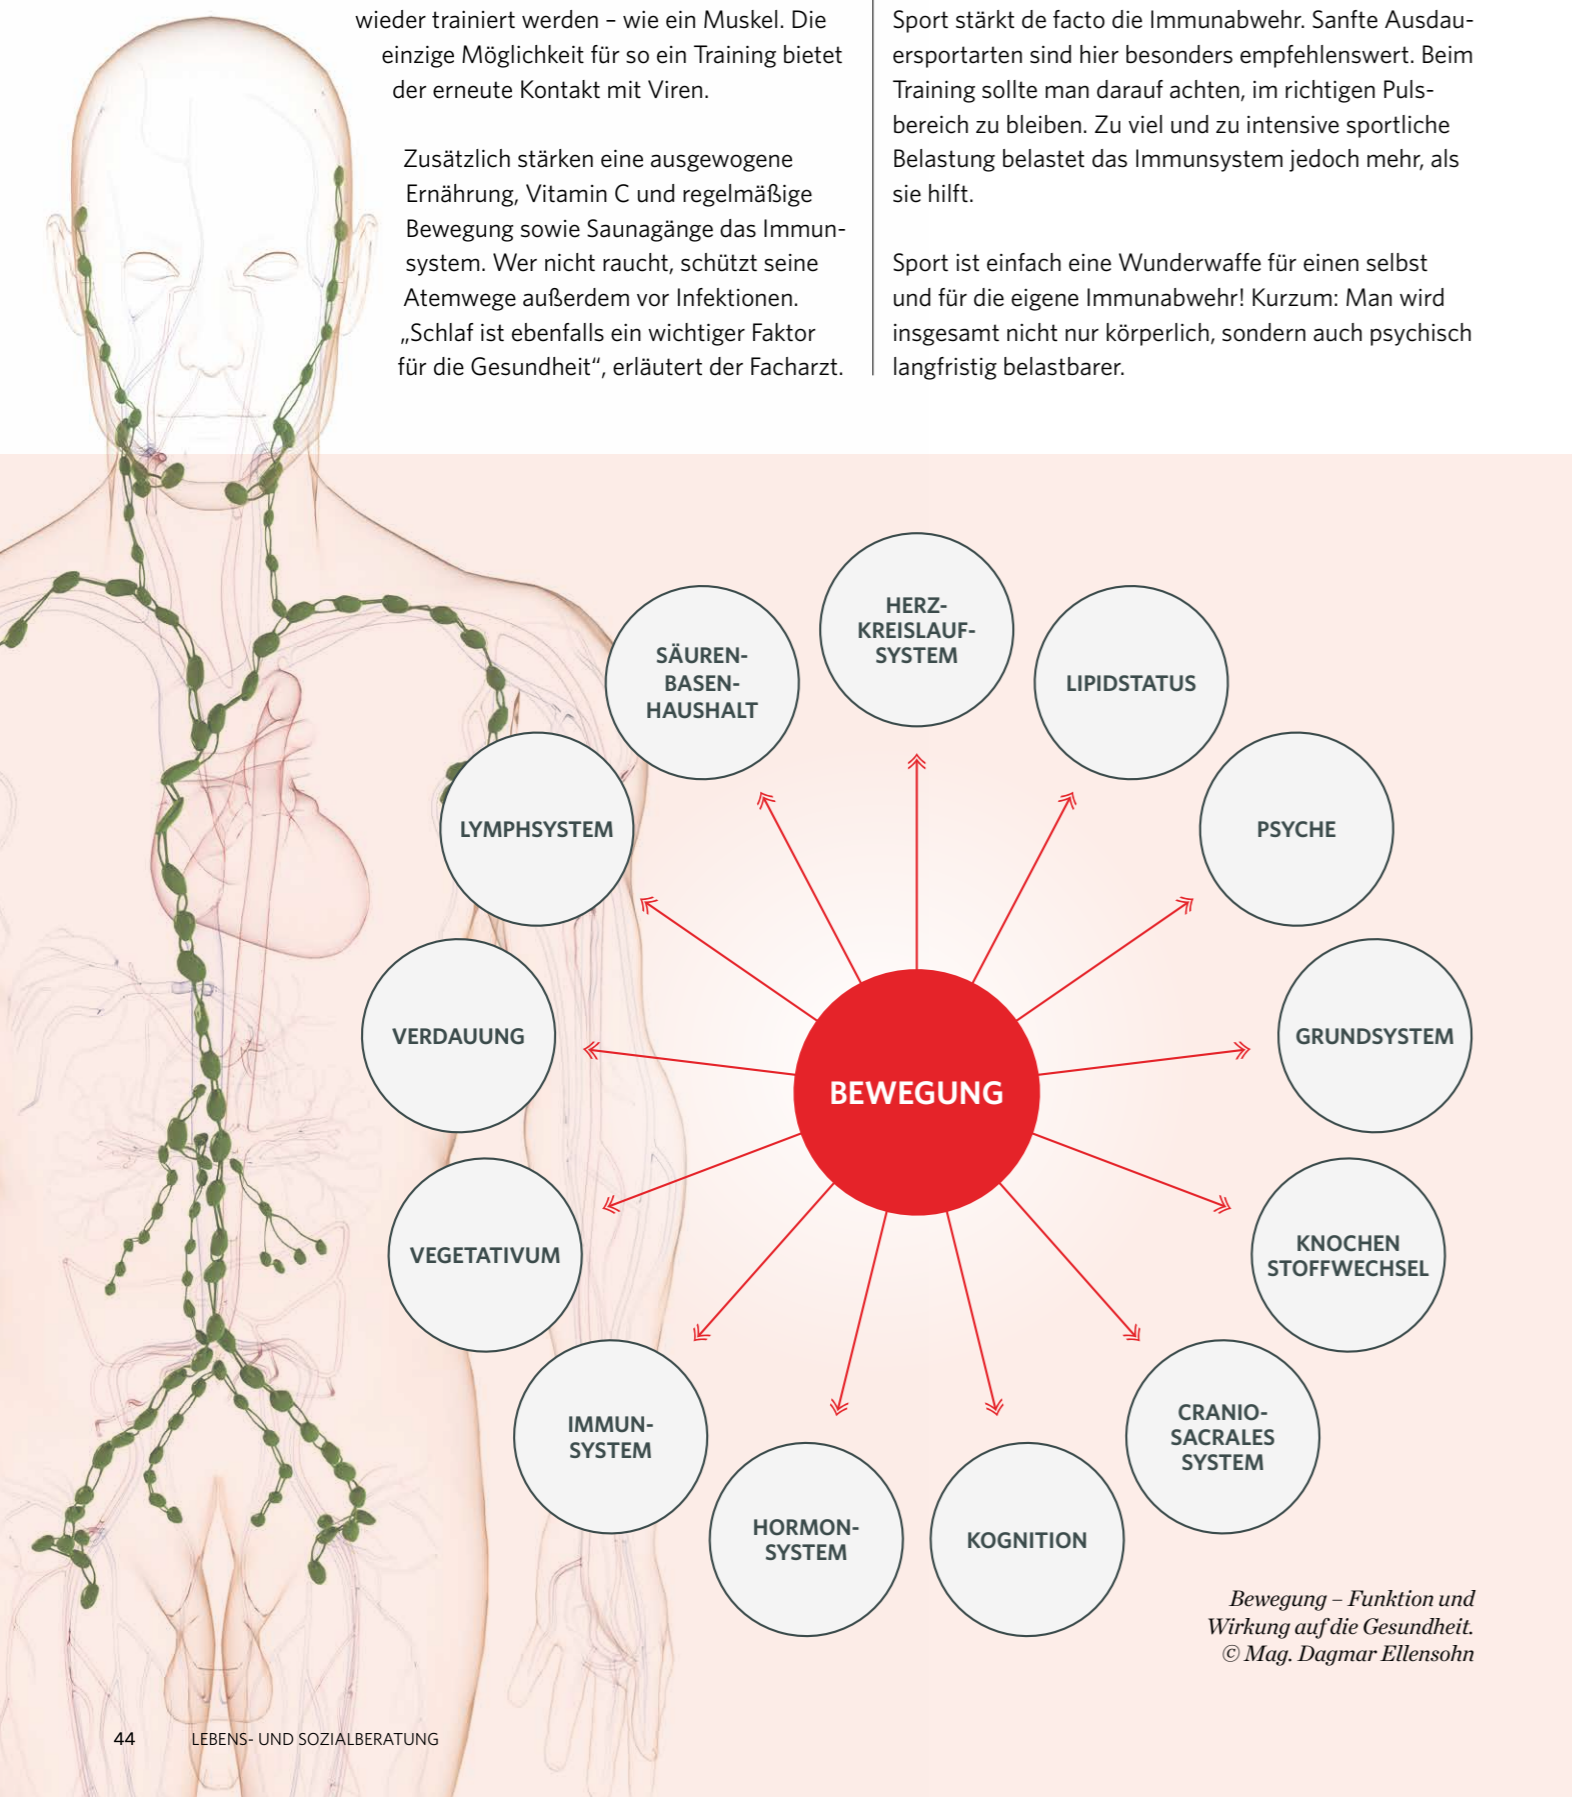 wieder trainiert werden – wie ein Muskel. Die
einzige Möglichkeit für so ein Training bietet
der erneute Kontakt mit Viren.
Zusätzlich stärken eine ausgewogene
Ernährung, Vitamin C und regelmäßige
Bewegung sowie Saunagänge das Immun-
system. Wer nicht raucht, schützt seine
Atemwege außerdem vor Infektionen.
„Schlaf ist ebenfalls ein wichtiger Faktor
für die Gesundheit“, erläutert der Facharzt.
Sport stärkt de facto die Immunabwehr. Sanfte Ausdau-
ersportarten sind hier besonders empfehlenswert. Beim
Training sollte man darauf achten, im richtigen Puls-
bereich zu bleiben. Zu viel und zu intensive sportliche
Belastung belastet das Immunsystem jedoch mehr, als
sie hilft.
Sport ist einfach eine Wunderwaffe für einen selbst
und für die eigene Immunabwehr! Kurzum: Man wird
insgesamt nicht nur körperlich, sondern auch psychisch
langfristig belastbarer.
HERZ-
KREISLAUF-
SYSTEM
SÄUREN-
BASEN-
HAUSHALT
LIPIDSTATUS
LYMPHSYSTEM
PSYCHE
VERDAUUNG
GRUNDSYSTEM
BEWEGUNG
VEGETATIVUM
KNOCHEN
STOFFWECHSEL
IMMUN-
SYSTEM
CRANIO-
SACRALES
SYSTEM
HORMON-
SYSTEM
KOGNITION
Bewegung – Funktion und
Wirkung auf die Gesundheit.
© Mag. Dagmar Ellensohn
44 LEBENS- UND SOZIALBERATUNG